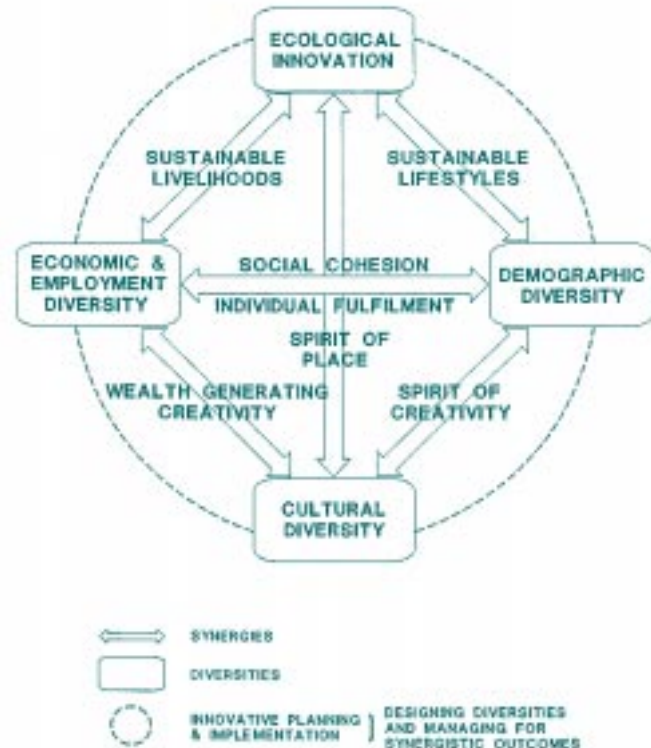 ECOLOGICAL
INNOVATION
SUSTAINABLE
LIVELIHOODS
SUSTAINABLE
LIFESTYLES
ECONOMIC &
EMPLOYMENT
DIVERSITY
SOCIAL COHESION
INDIVIDUAL FULFILMENT
DEMOGRAPHIC
DIVERSITY
SPIRIT OF
PLACE
WEALTH GENERATING
CREATIVITY
SPIRIT OF
CREATIVITY
CULTURAL
DIVERSITY
SYNERGIES
DIVERSITIES
INNOVATIVE PLANNING
& IMPLEMENTATION
DESIGNING DIVERSITIES
AND MANAGING FOR
SYNERGISTIC OUTCOMES